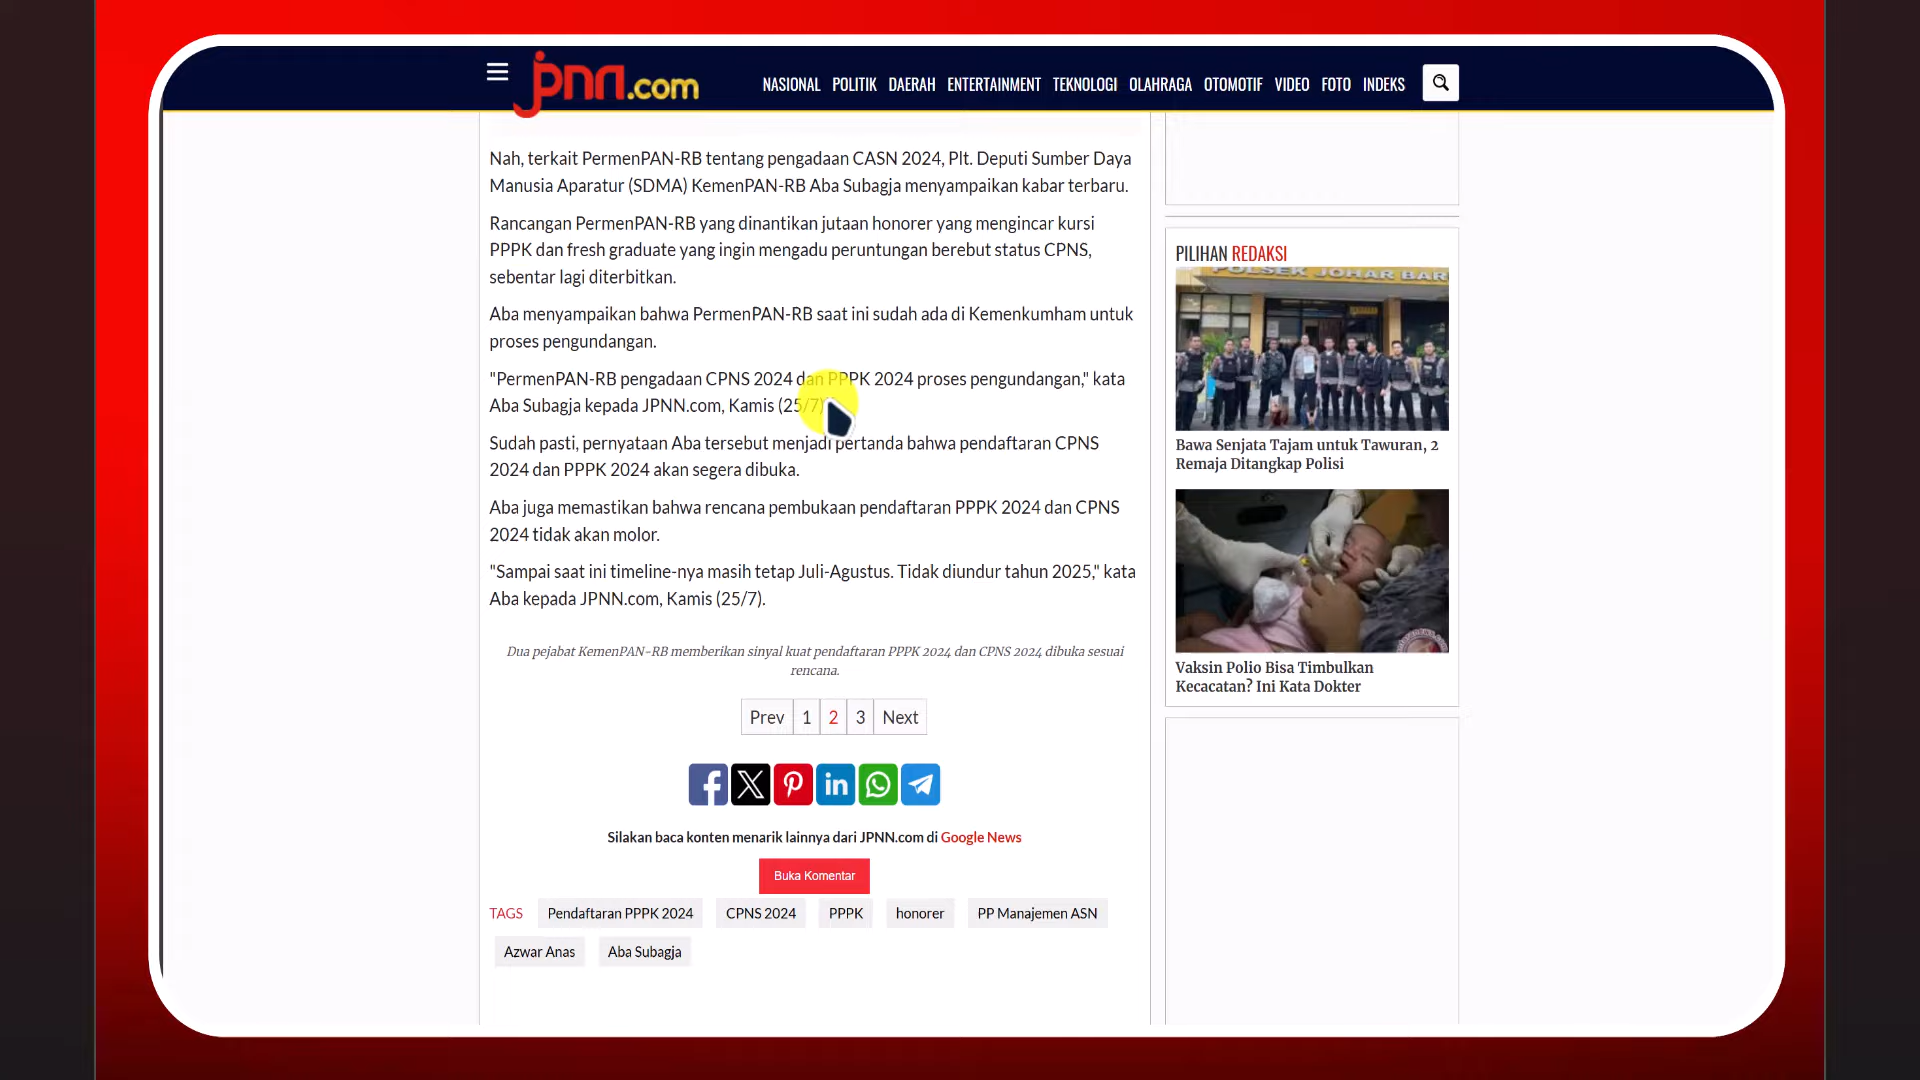 jpnn.com
NASIONAL POLITIK DAERAH ENTERTAINMENT TEKNOLOGI OLAHRAGA OTOMOTIF VIDEO FOTO INDEKS
Nah, terkait PermenPAN-RB tentang pengadaan CASN 2024, Plt. Deputi Sumber Daya
Manusia Aparatur (SDMA) KemenPAN-RB Aba Subagja menyampaikan kabar terbaru.
Rancangan PermenPAN-RB yang dinantikan jutaan honorer yang mengincar kursi
PPPK dan fresh graduate yang ingin mengadu peruntungan berebut status CPNS,
sebentar lagi diterbitkan.
Aba menyampaikan bahwa PermenPAN-RB saat ini sudah ada di Kemenkumham untuk
proses pengundangan.
"PermenPAN-RB pengadaan CPNS 2024 dan PPPK 2024 proses pengundangan," kata
Aba Subagja kepada JPNN.com, Kamis (25/7)
Sudah pasti, pernyataan Aba tersebut menjadi pertanda bahwa pendaftaran CPNS
2024 dan PPPK 2024 akan segera dibuka.
Aba juga memastikan bahwa rencana pembukaan pendaftaran PPPK 2024 dan CPNS
2024 tidak akan molor.
"Sampai saat ini timeline-nya masih tetap Juli-Agustus. Tidak diundur tahun 2025," kata
Aba kepada JPNN.com, Kamis (25/7).
Dua pejabat KemenPAN-RB memberikan sinyal kuat pendaftaran PPPK 2024 dan CPNS 2024 dibuka sesuai
rencana.
Prev 1 2 3 Next
Silakan baca konten menarik lainnya dari JPNN.com di Google News
Buka Komentar
TAGS Pendaftaran PPPK 2024 CPNS 2024 PPPK honorer PP Manajemen ASN
Azwar Anas Aba Subagja
PILIHAN REDAKSI
POLSEK JOHAR BAR
Bawa Senjata Tajam untuk Tawuran, 2
Remaja Ditangkap Polisi
Vaksin Polio Bisa Timbulkan
Kecacatan? Ini Kata Dokter